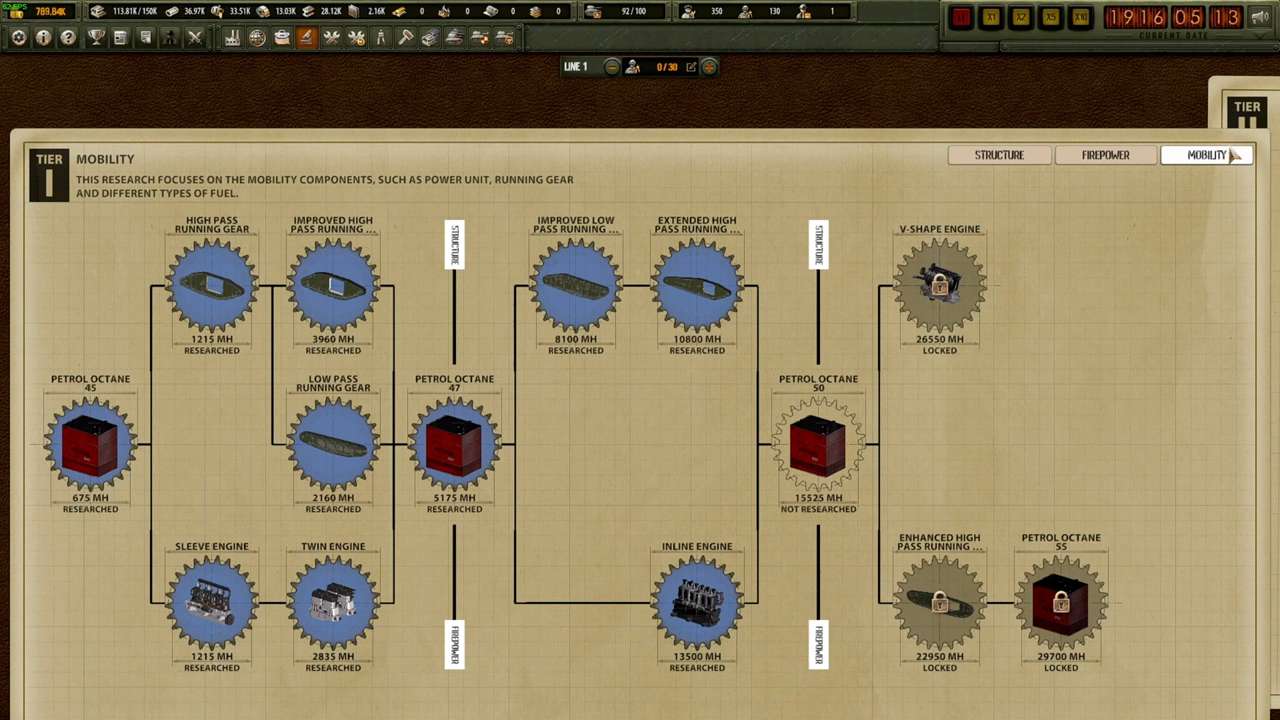 62 FPS
789.84K
113.81K / 150K
36.97K
33.51K
13.03K
28.12K
2.16K
0
0
0
0
92 / 100
350
130
1
X1
X2
X5
X10
1916 05 13
CURRENT DATE
LINE 1
0/30
TIER
II
TIER
I
MOBILITY
THIS RESEARCH FOCUSES ON THE MOBILITY COMPONENTS, SUCH AS POWER UNIT, RUNNING GEAR
AND DIFFERENT TYPES OF FUEL.
STRUCTURE
FIREPOWER
MOBILITY
HIGH PASS
RUNNING GEAR
1215 MH
RESEARCHED
IMPROVED HIGH
PASS RUNNING ...
3960 MH
RESEARCHED
STRUCTURE
IMPROVED LOW
PASS RUNNING ...
8100 MH
RESEARCHED
EXTENDED HIGH
PASS RUNNING ...
10800 MH
RESEARCHED
STRUCTURE
V-SHAPE ENGINE
26550 MH
LOCKED
PETROL OCTANE
45
675 MH
RESEARCHED
LOW PASS
RUNNING GEAR
2160 MH
RESEARCHED
PETROL OCTANE
47
5175 MH
RESEARCHED
PETROL OCTANE
50
15525 MH
NOT RESEARCHED
SLEEVE ENGINE
1215 MH
RESEARCHED
TWIN ENGINE
2835 MH
RESEARCHED
FIREPOWER
INLINE ENGINE
13500 MH
RESEARCHED
FIREPOWER
ENHANCED HIGH
PASS RUNNING ...
22950 MH
LOCKED
PETROL OCTANE
55
29700 MH
LOCKED